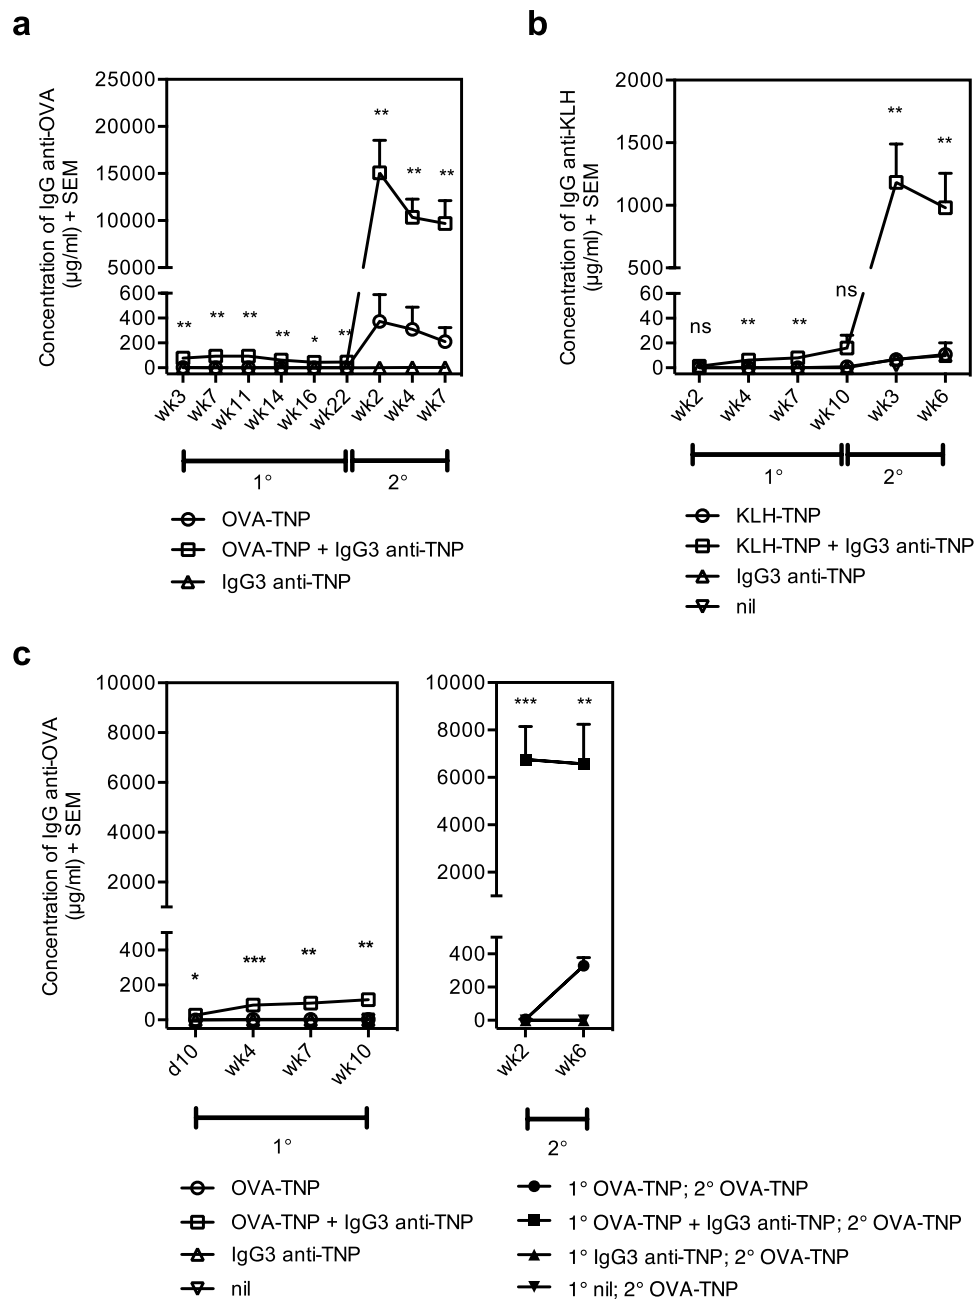 a
Concentration of IgG anti-OVA
(µg/ml) + SEM
25000
20000
15000
10000
5000
600
400
200
0
** ** ** ** * ** ** ** **
wk3 wk7 wk11 wk14 wk16 wk22 wk2 wk4 wk7
1° 2°
OVA-TNP
OVA-TNP + IgG3 anti-TNP
IgG3 anti-TNP
b
Concentration of IgG anti-KLH
(µg/ml) + SEM
2000
1500
1000
500
60
40
20
0
ns ** ** ns ** **
wk2 wk4 wk7 wk10 wk3 wk6
1° 2°
KLH-TNP
KLH-TNP + IgG3 anti-TNP
IgG3 anti-TNP
nil
c
Concentration of IgG anti-OVA
(µg/ml) + SEM
10000
8000
6000
4000
2000
400
200
0
* *** ** **
d10 wk4 wk7 wk10
1°
OVA-TNP
OVA-TNP + IgG3 anti-TNP
IgG3 anti-TNP
nil
10000
8000
6000
4000
2000
400
200
0
*** **
wk2 wk6
2°
1° OVA-TNP; 2° OVA-TNP
1° OVA-TNP + IgG3 anti-TNP; 2° OVA-TNP
1° IgG3 anti-TNP; 2° OVA-TNP
1° nil; 2° OVA-TNP